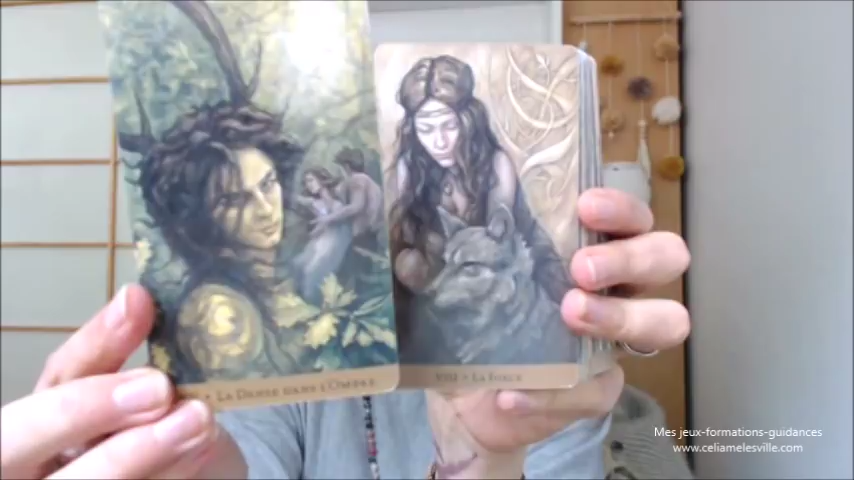 • La Danse dans l'Ombre
VIII • La Force
Mes jeux-formations-guidances
www.celiamelesville.com